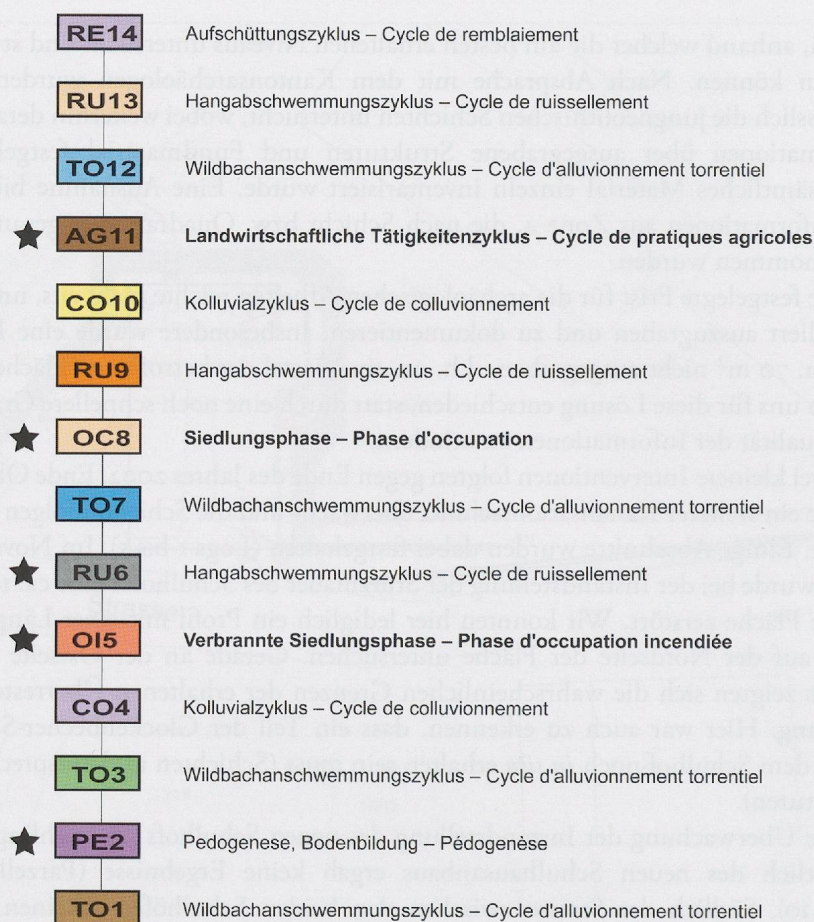 RE14 Aufschüttungszyklus – Cycle de remblaiement
RU13 Hangabschwemmungszyklus – Cycle de ruissellement
TO12 Wildbachanschwemmungszyklus – Cycle d'alluvionnement torrentiel
AG11 Landwirtschaftliche Tätigkeitenzyklus – Cycle de pratiques agricoles
CO10 Kolluvialzyklus – Cycle de colluvionnement
RU9 Hangabschwemmungszyklus – Cycle de ruissellement
OC8 Siedlungsphase – Phase d'occupation
TO7 Wildbachanschwemmungszyklus – Cycle d'alluvionnement torrentiel
RU6 Hangabschwemmungszyklus – Cycle de ruissellement
OI5 Verbrannte Siedlungsphase – Phase d'occupation incendiée
CO4 Kolluvialzyklus – Cycle de colluvionnement
TO3 Wildbachanschwemmungszyklus – Cycle d'alluvionnement torrentiel
PE2 Pedogenese, Bodenbildung – Pédogenèse
TO1 Wildbachanschwemmungszyklus – Cycle d'alluvionnement torrentiel